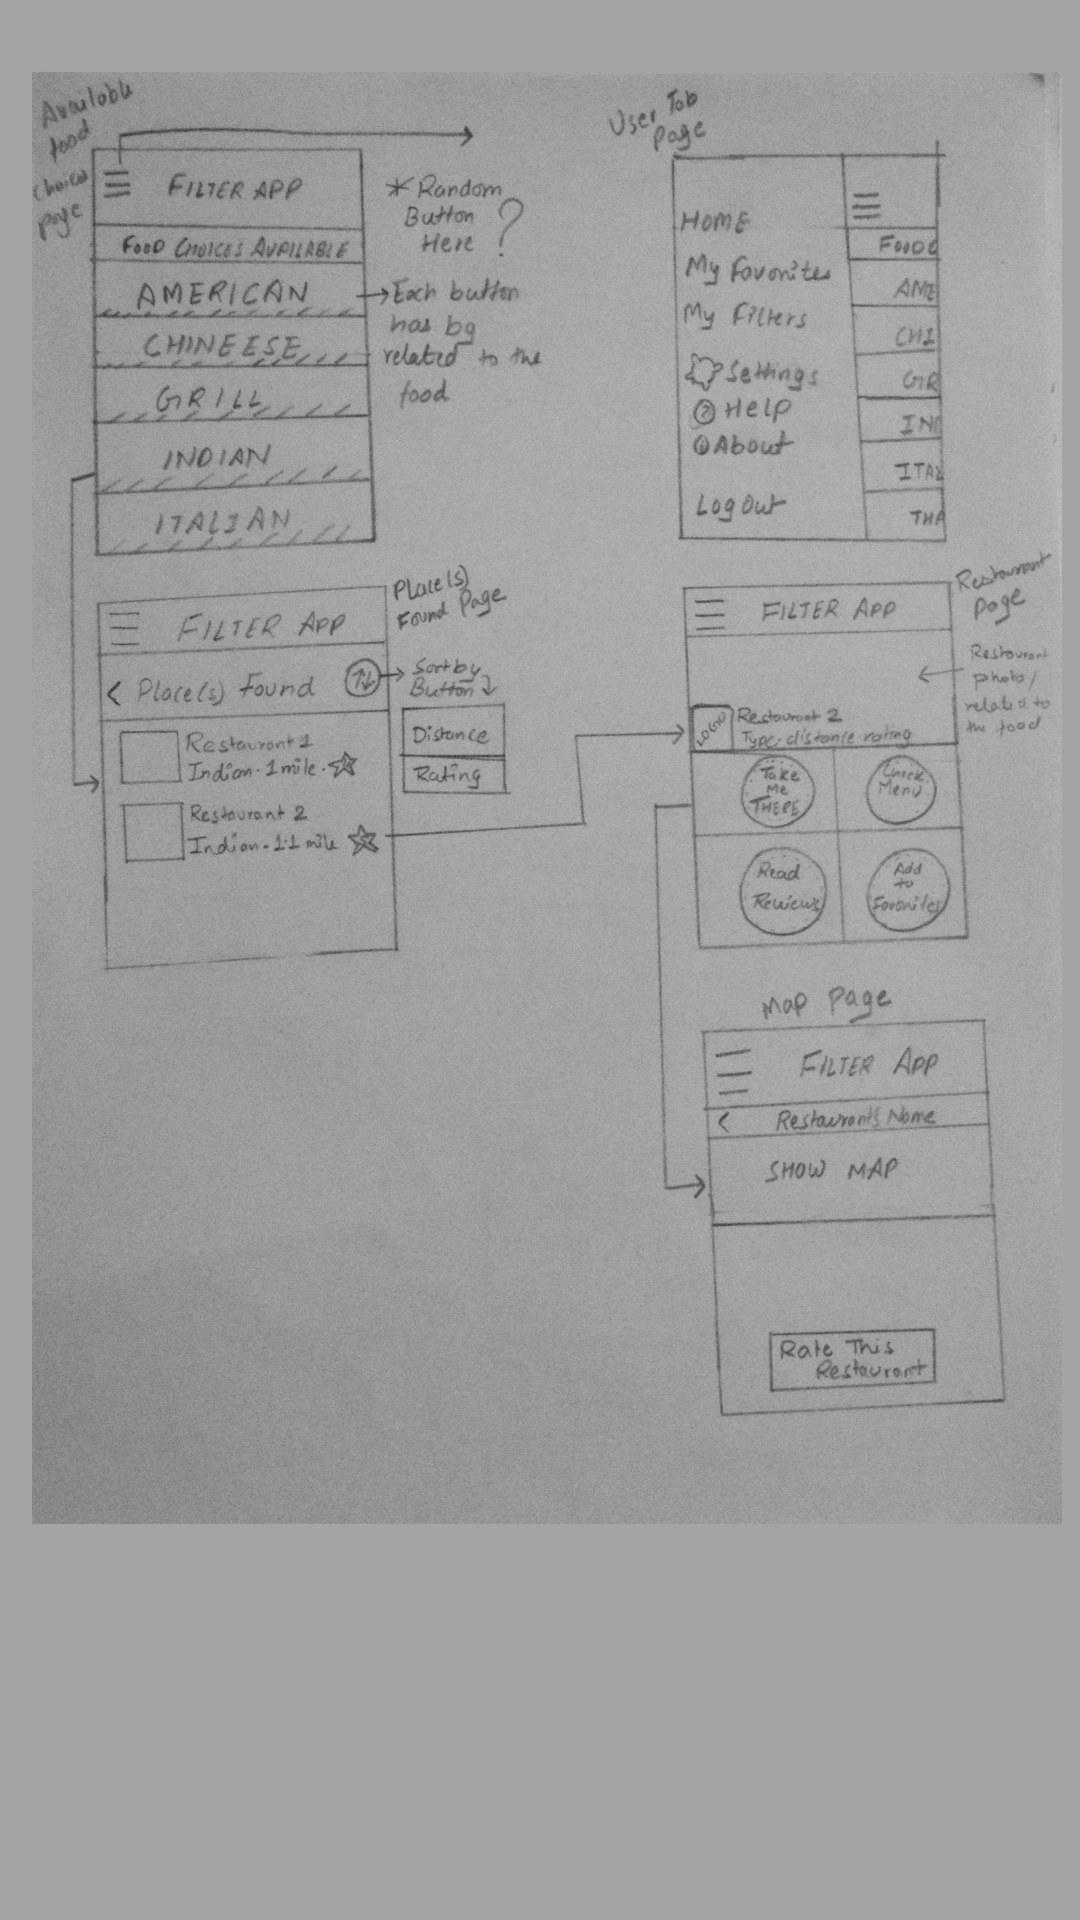 Available
food
choices
page
FILTER APP
FOOD CHOICES AVAILABLE
AMERICAN
CHINEESE
GRILL
INDIAN
ITALIAN
* Random
Button
Here ?
Each button
has bg
related to the
food
User Tab
Page
HOME
My Favorites
My Filters
Settings
? Help
i About
Log Out
FOOD C
AME
CHI
GR
IN
ITAL
THA
Place(s)
Found Page
FILTER APP
< Place(s) Found
Sort by
Button
Distance
Rating
Restaurant 1
Indian - 1 mile -
Restaurant 2
Indian - 1.1 mile
Restaurant
Page
FILTER APP
Restaurant
photo/
related to
the food
LOGO
Restaurant 2
Type - distance rating
Take
Me
THERE
Quick
Menu
Read
Reviews
Add
to
Favorites
Map Page
FILTER APP
< Restaurant's Name
SHOW MAP
Rate This
Restaurant